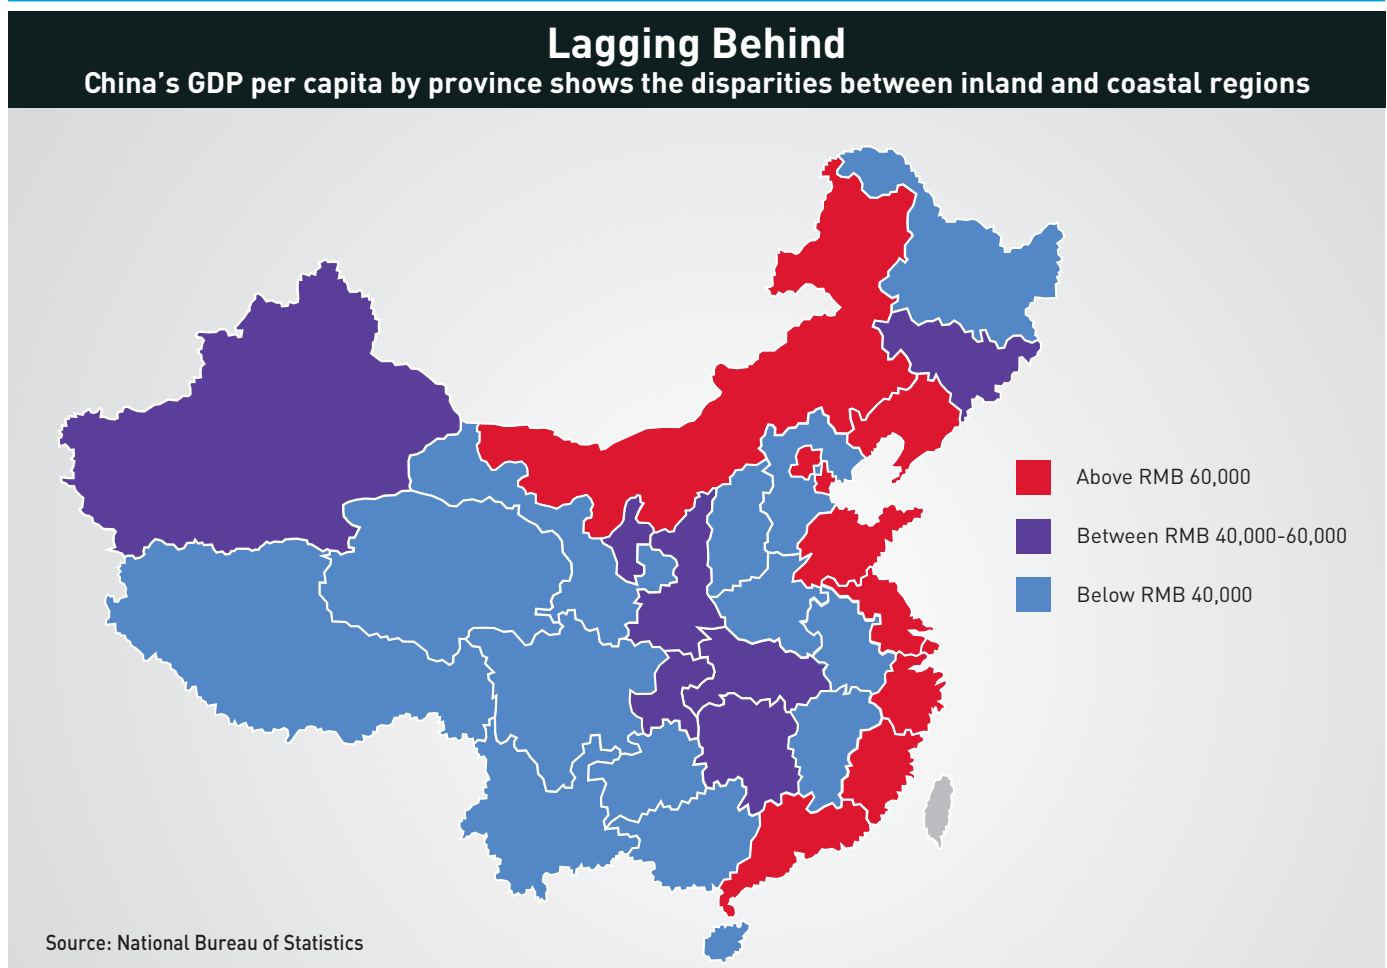 Lagging Behind
China's GDP per capita by province shows the disparities between inland and coastal regions
Above RMB 60,000
Between RMB 40,000-60,000
Below RMB 40,000
Source: National Bureau of Statistics